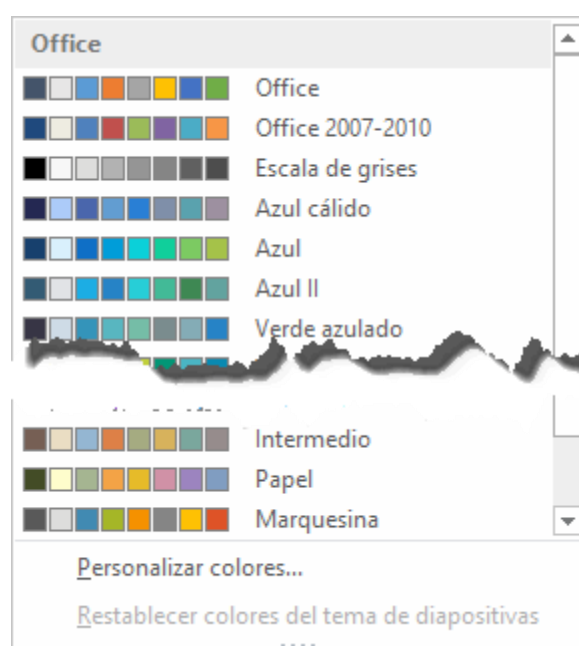 Office
Office
Office 2007-2010
Escala de grises
Azul cálido
Azul
Azul II
Verde azulado
Intermedio
Papel
Marquesina
Personalizar colores...
Restablecer colores del tema de diapositivas